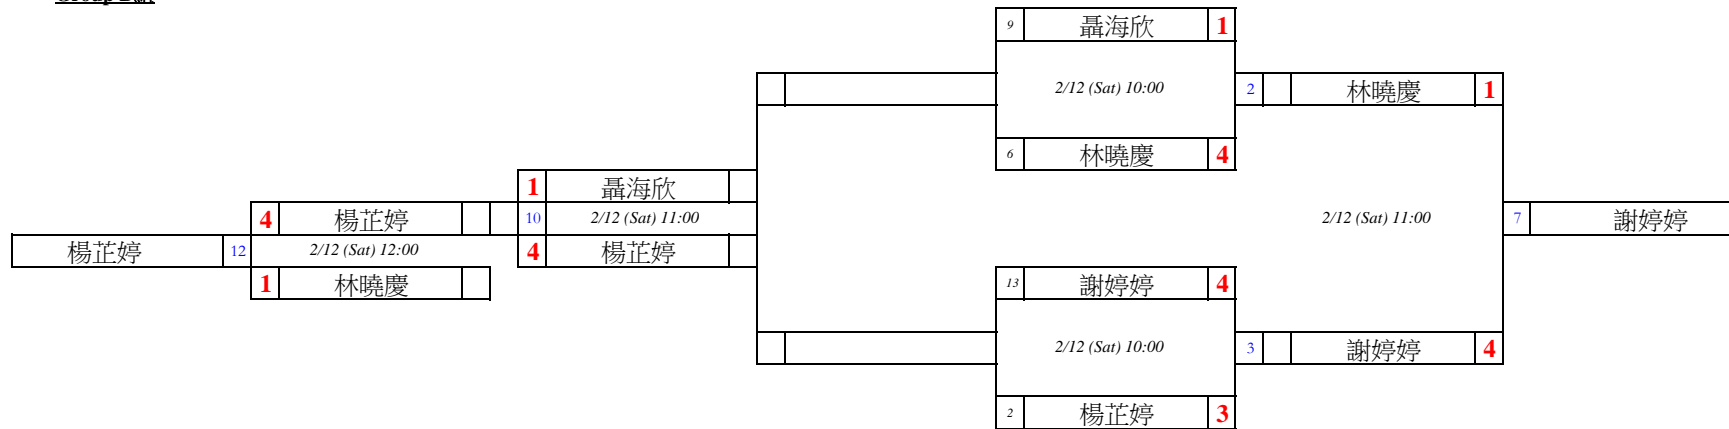 9 聶海欣 1
2/12 (Sat) 10:00 2 林曉慶 1
6 林曉慶 4
1 聶海欣
4 楊芷婷 10 2/12 (Sat) 11:00 2/12 (Sat) 11:00 7 謝婷婷
楊芷婷 12 2/12 (Sat) 12:00 4 楊芷婷
1 林曉慶 13 謝婷婷 4
2/12 (Sat) 10:00 3 謝婷婷 4
2 楊芷婷 3